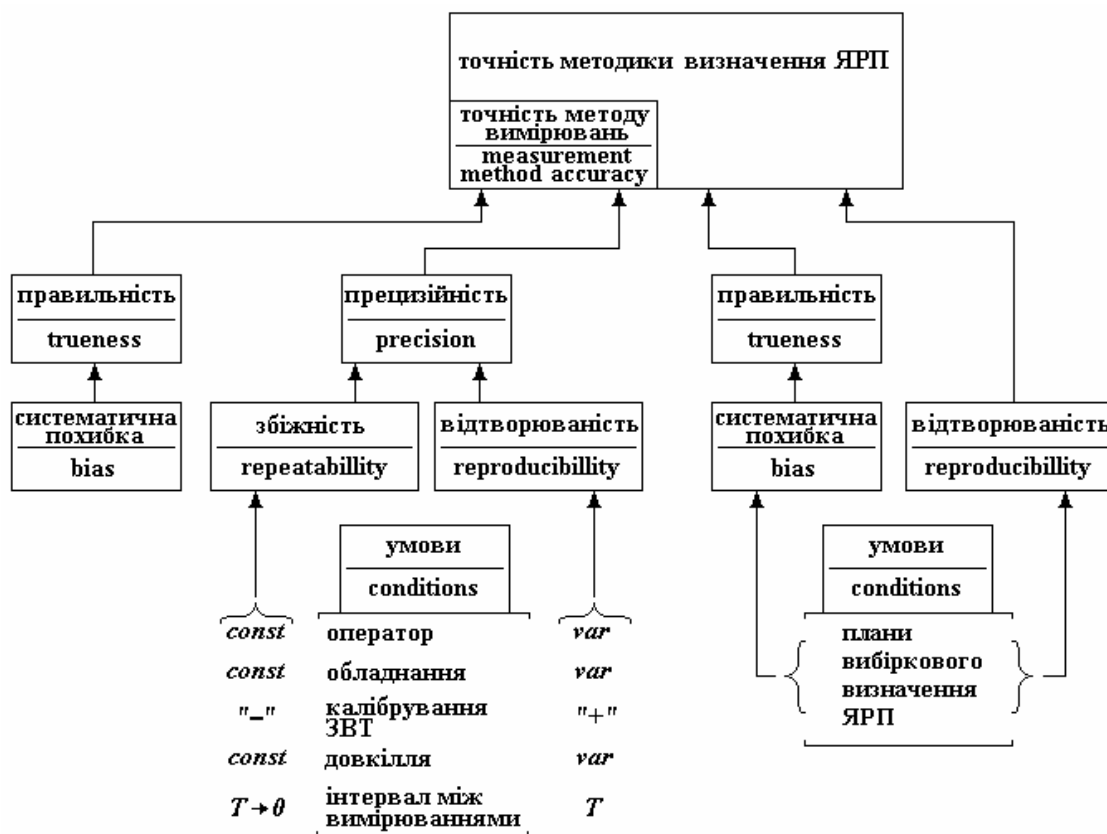 точність методики визначення ЯРП
точність методу
вимірювань
measurement
method accuracy
правильність
trueness
прецизійність
precision
правильність
trueness
систематична
похибка
bias
збіжність
repeatabillity
відтворюваність
reproducibillity
систематична
похибка
bias
відтворюваність
reproducibillity
умови
conditions
умови
conditions
const оператор var
const обладнання var
"–" калібрування
ЗВТ "+"
const довкілля var
T→0 інтервал між
вимірюваннями T
плани
вибіркового
визначення
ЯРП